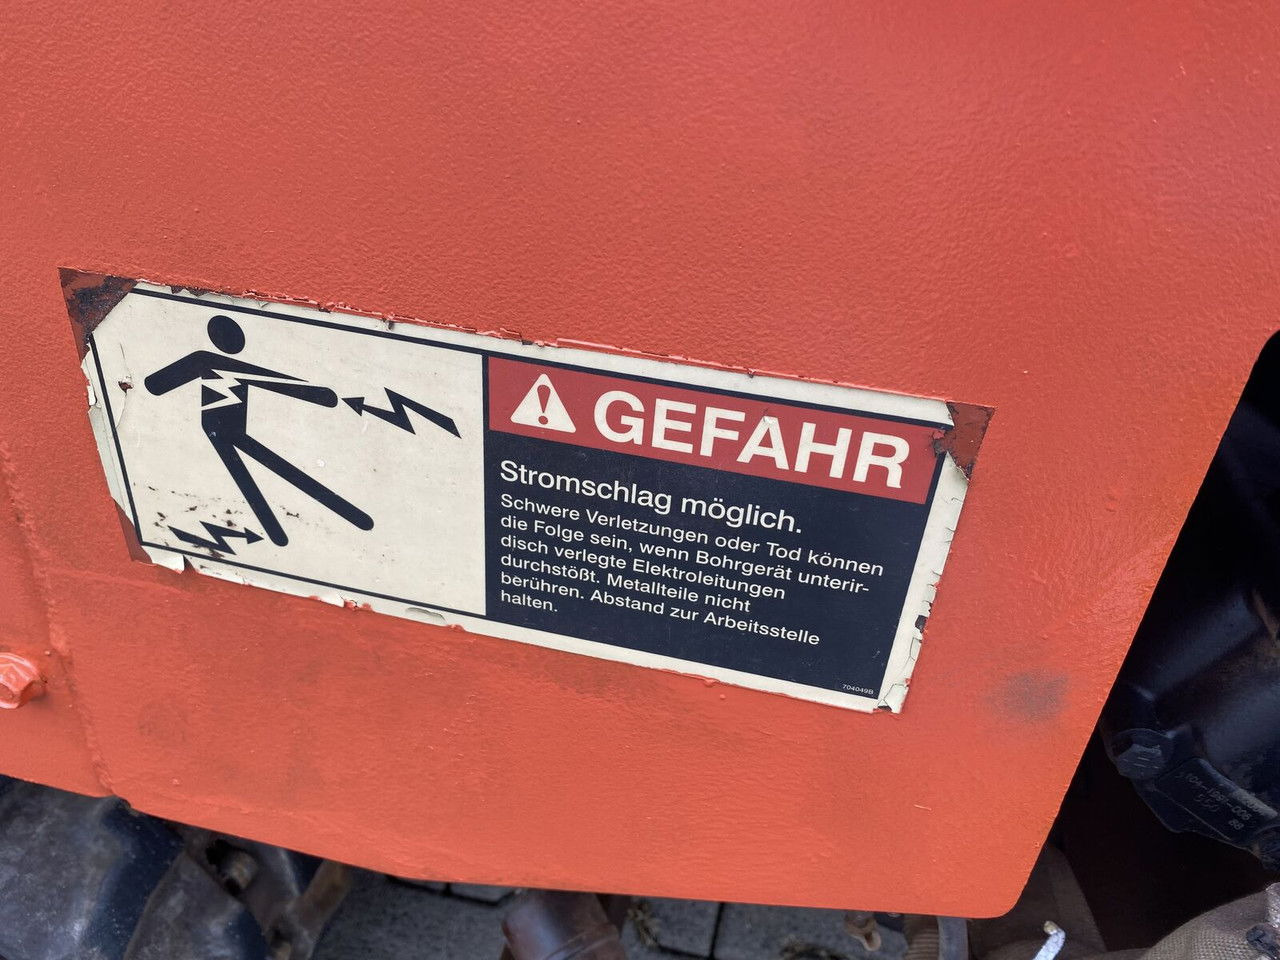 GEFAHR
Stromschlag möglich.
Schwere Verletzungen oder Tod können
die Folge sein, wenn Bohrgerät unterir-
disch verlegte Elektroleitungen
durchstößt. Metallteile nicht
berühren. Abstand zur Arbeitsstelle
halten.
704049B